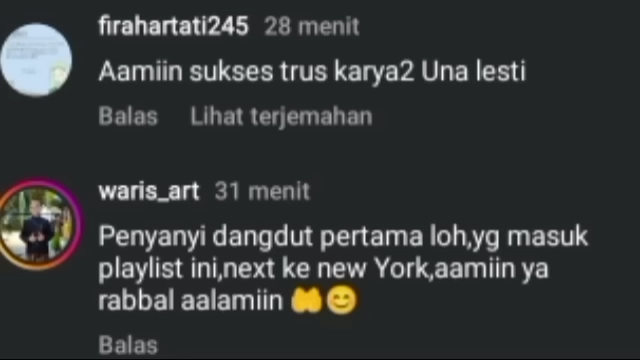 firahartati245 28 menit
Aamiin sukses trus karya2 Una lesti
Balas Lihat terjemahan
waris_art 31 menit
Penyanyi dangdut pertama loh,yg masuk
playlist ini,next ke new York,aamiin ya
rabbal aalamiin 🤲😊
Balas